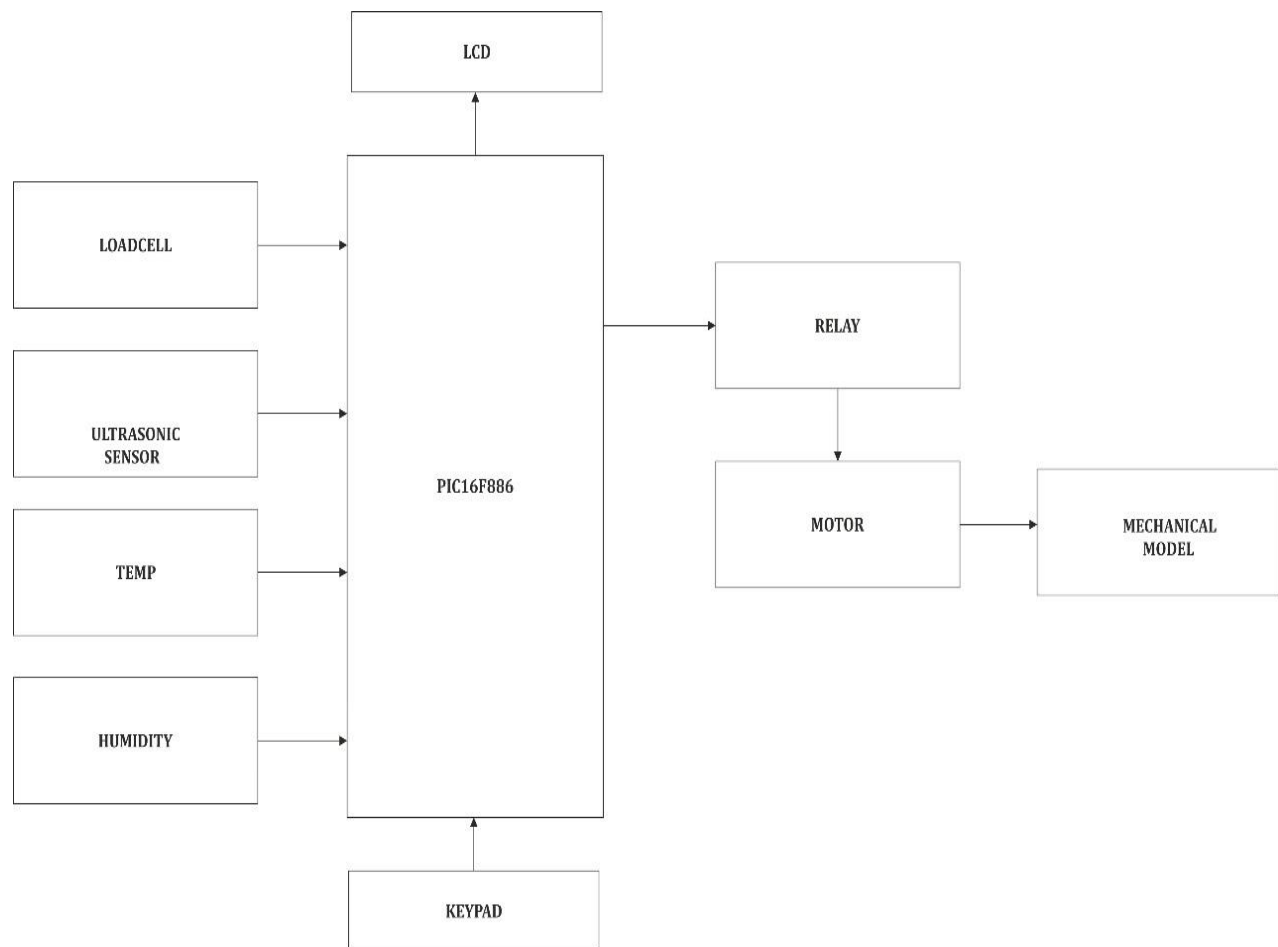 LCD
LOADCELL
RELAY
ULTRASONIC
SENSOR
PIC16F886
MOTOR
MECHANICAL
MODEL
TEMP
HUMIDITY
KEYPAD